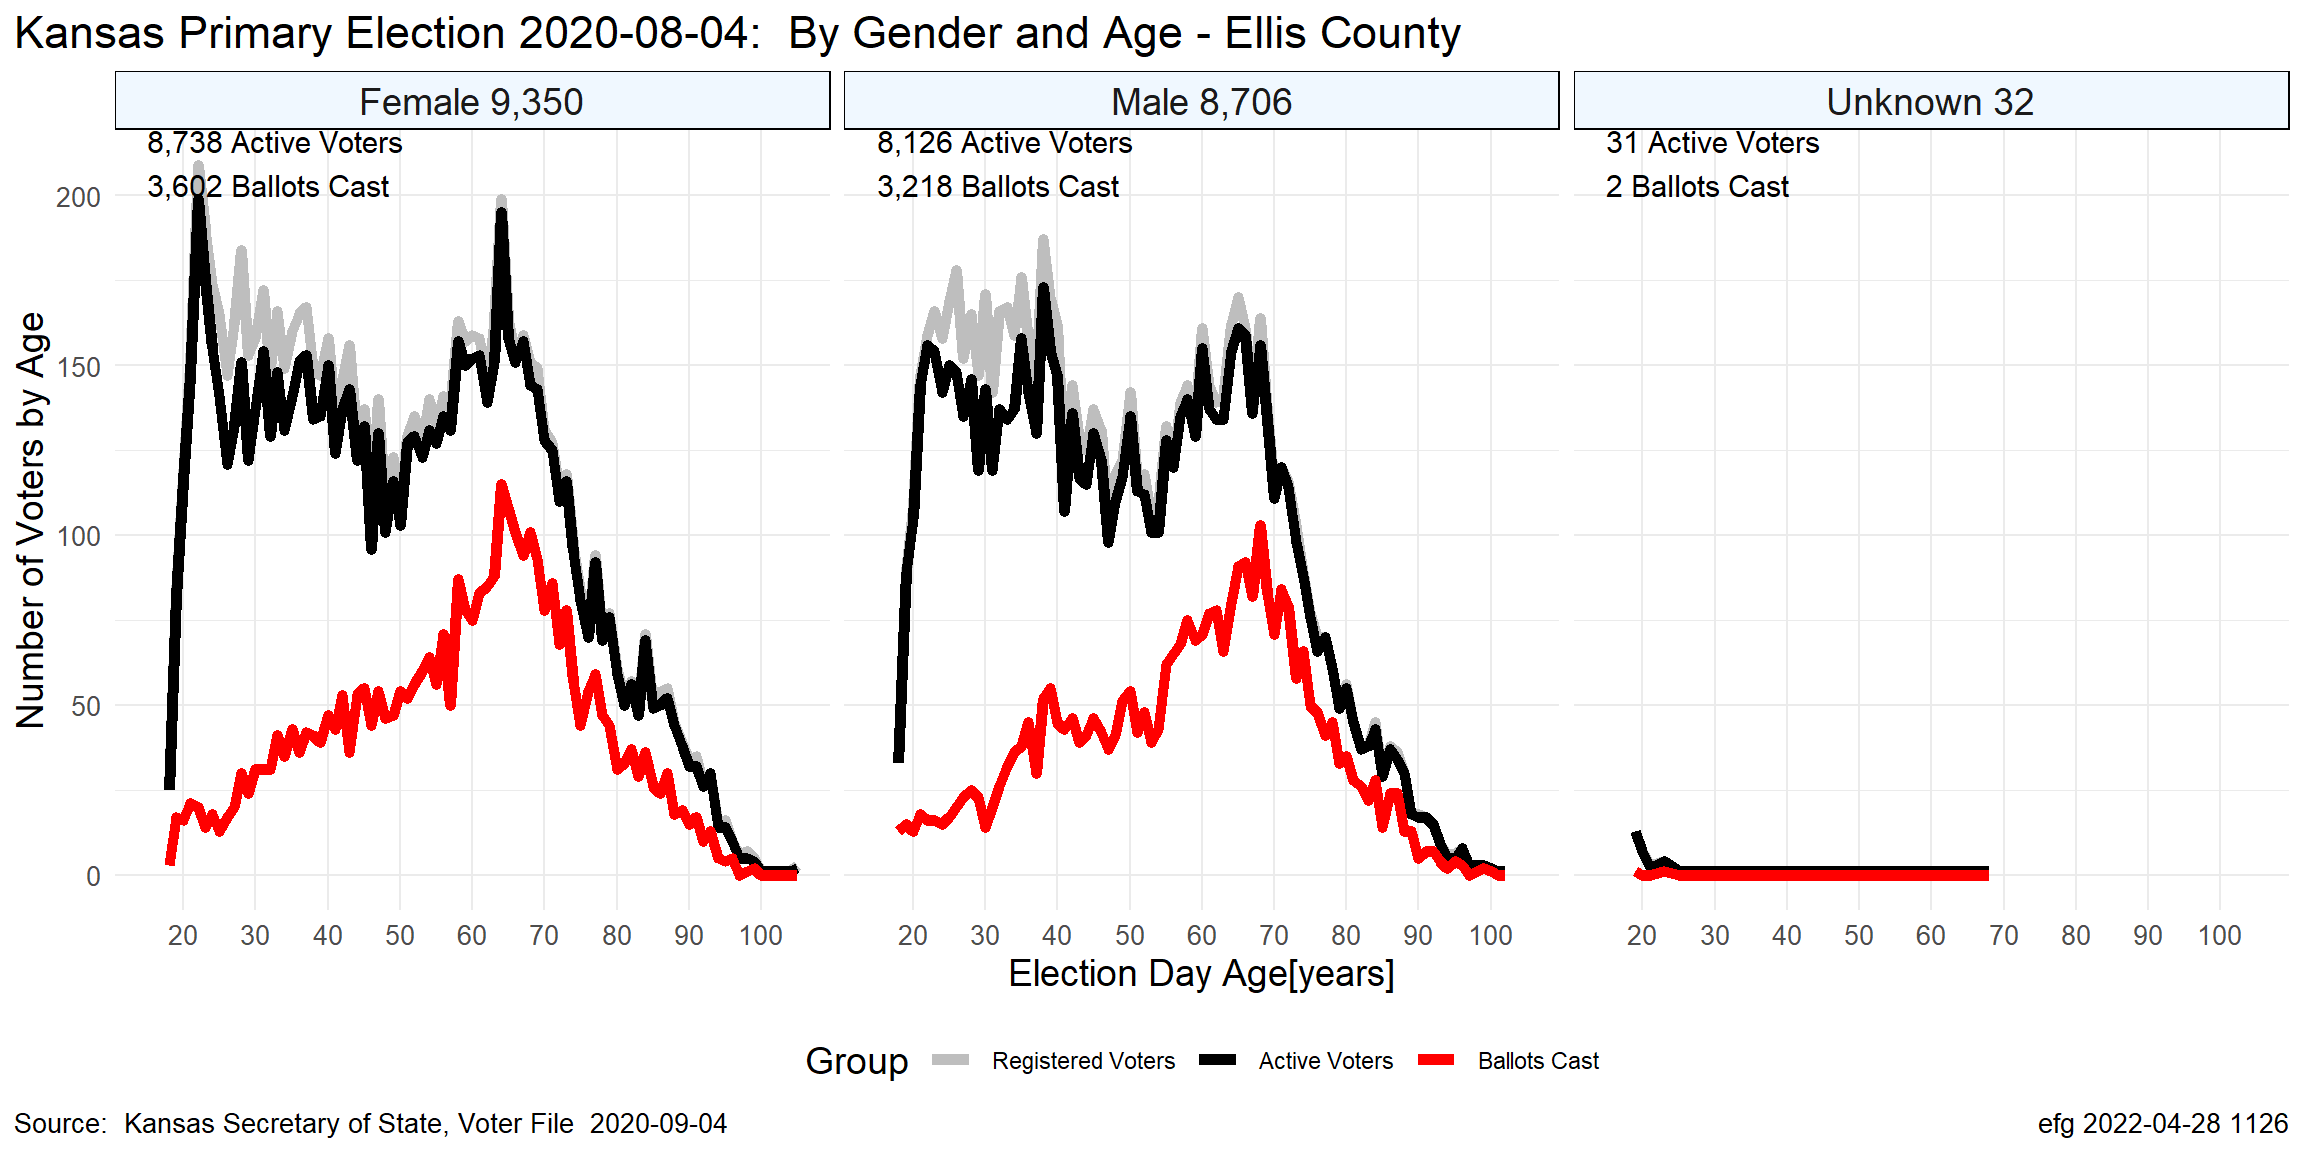 Kansas Primary Election 2020-08-04:  By Gender and Age - Ellis County
Female 9,350
Male 8,706
Unknown 32
8,738 Active Voters
3,602 Ballots Cast
8,126 Active Voters
3,218 Ballots Cast
31 Active Voters
2 Ballots Cast
Number of Voters by Age
200
150
100
50
0
20 30 40 50 60 70 80 90 100
20 30 40 50 60 70 80 90 100
20 30 40 50 60 70 80 90 100
Election Day Age[years]
Group Registered Voters Active Voters Ballots Cast
Source:  Kansas Secretary of State, Voter File  2020-09-04
efg 2022-04-28 1126